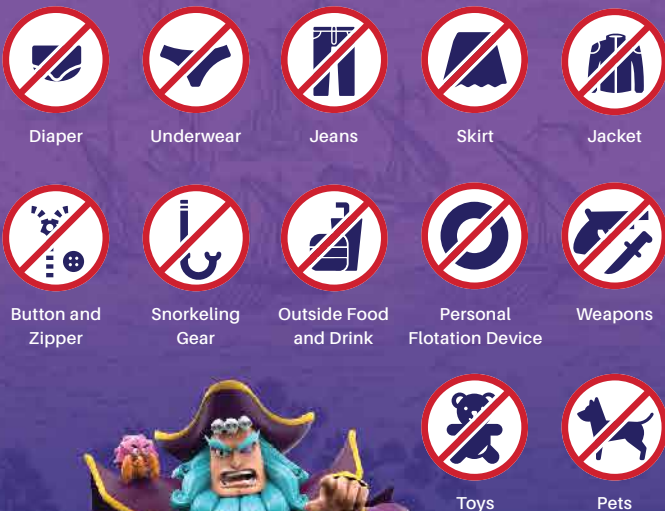 Diaper
Underwear
Jeans
Skirt
Jacket
Button and
Zipper
Snorkeling
Gear
Outside Food
and Drink
Personal
Flotation Device
Weapons
Toys
Pets